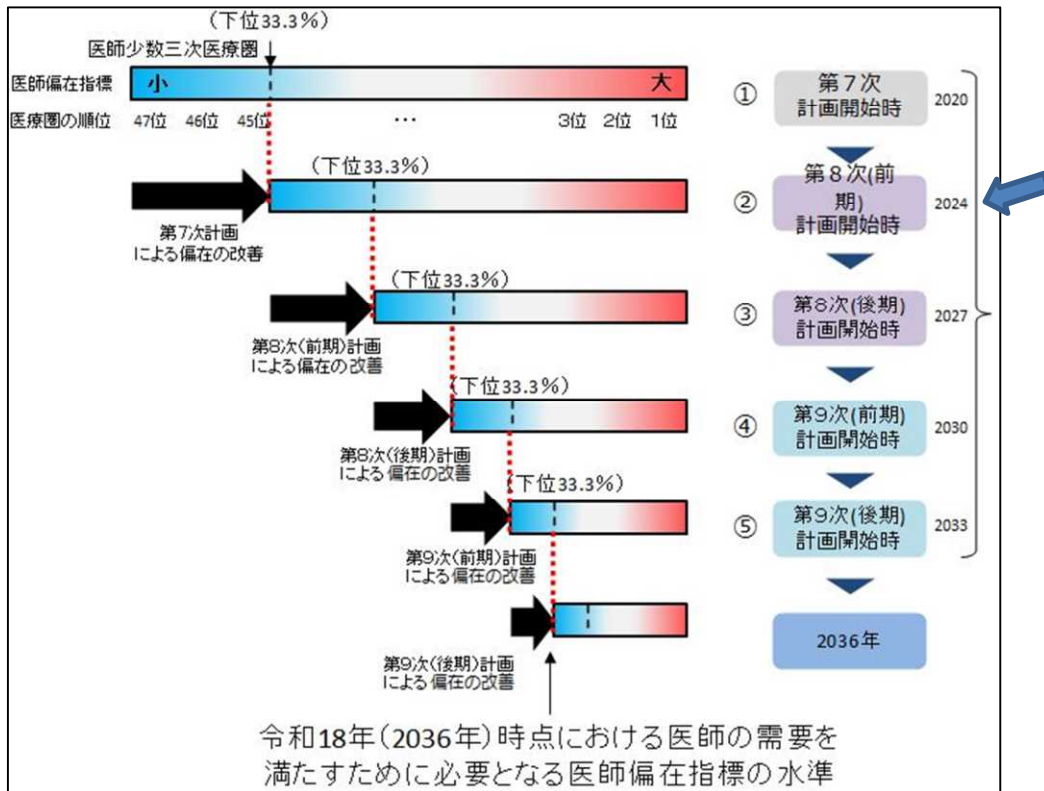 (下位33.3%)
医師少数三次医療圏
医師偏在指標
小
大
医療圏の順位
47位 46位 45位 … 3位 2位 1位
①
第7次
計画開始時
2020
(下位33.3%)
第7次計画
による偏在の改善
②
第8次(前
期)
計画開始時
2024
(下位33.3%)
第8次(前期)計画
による偏在の改善
③
第8次(後期)
計画開始時
2027
(下位33.3%)
第8次(後期)計画
による偏在の改善
④
第9次(前期)
計画開始時
2030
(下位33.3%)
第9次(前期)計画
による偏在の改善
⑤
第9次(後期)
計画開始時
2033
第9次(後期)計画
による偏在の改善
2036年
令和18年(2036年)時点における医師の需要を
満たすために必要となる医師偏在指標の水準